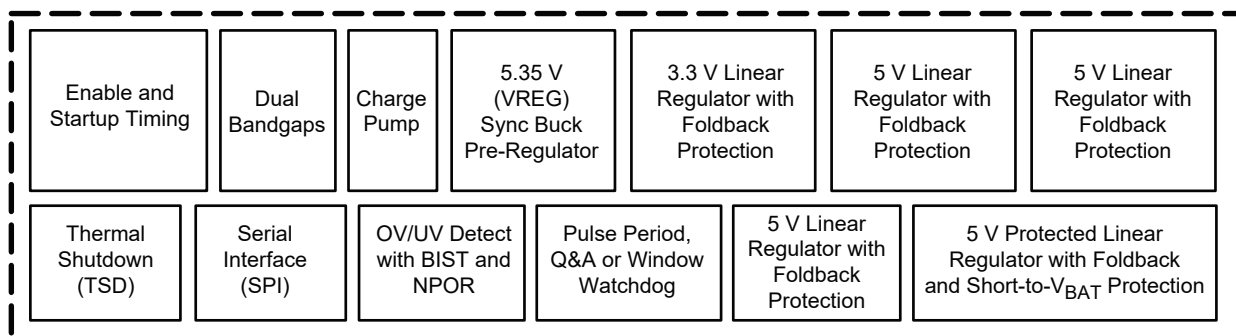 Enable and
Startup Timing
Dual
Bandgaps
Charge
Pump
5.35 V
(VREG)
Sync Buck
Pre-Regulator
3.3 V Linear
Regulator with
Foldback
Protection
5 V Linear
Regulator with
Foldback
Protection
5 V Linear
Regulator with
Foldback
Protection
Thermal
Shutdown
(TSD)
Serial
Interface
(SPI)
OV/UV Detect
with BIST and
NPOR
Pulse Period,
Q&A or Window
Watchdog
5 V Linear
Regulator with
Foldback
Protection
5 V Protected Linear
Regulator with Foldback
and Short-to-VBAT Protection